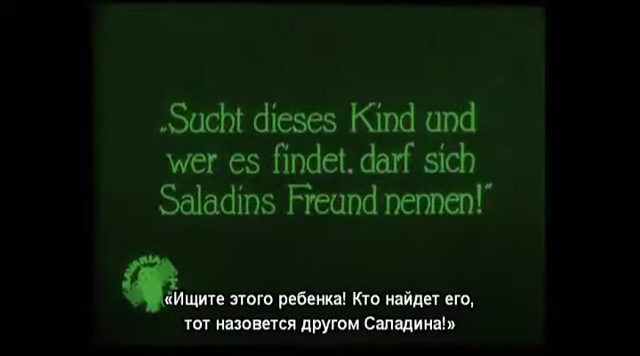 „Sucht dieses Kind und
wer es findet, darf sich
Saladins Freund nennen!“
BAVARIA
«Ищите этого ребенка! Кто найдет его,
тот назовется другом Саладина!»